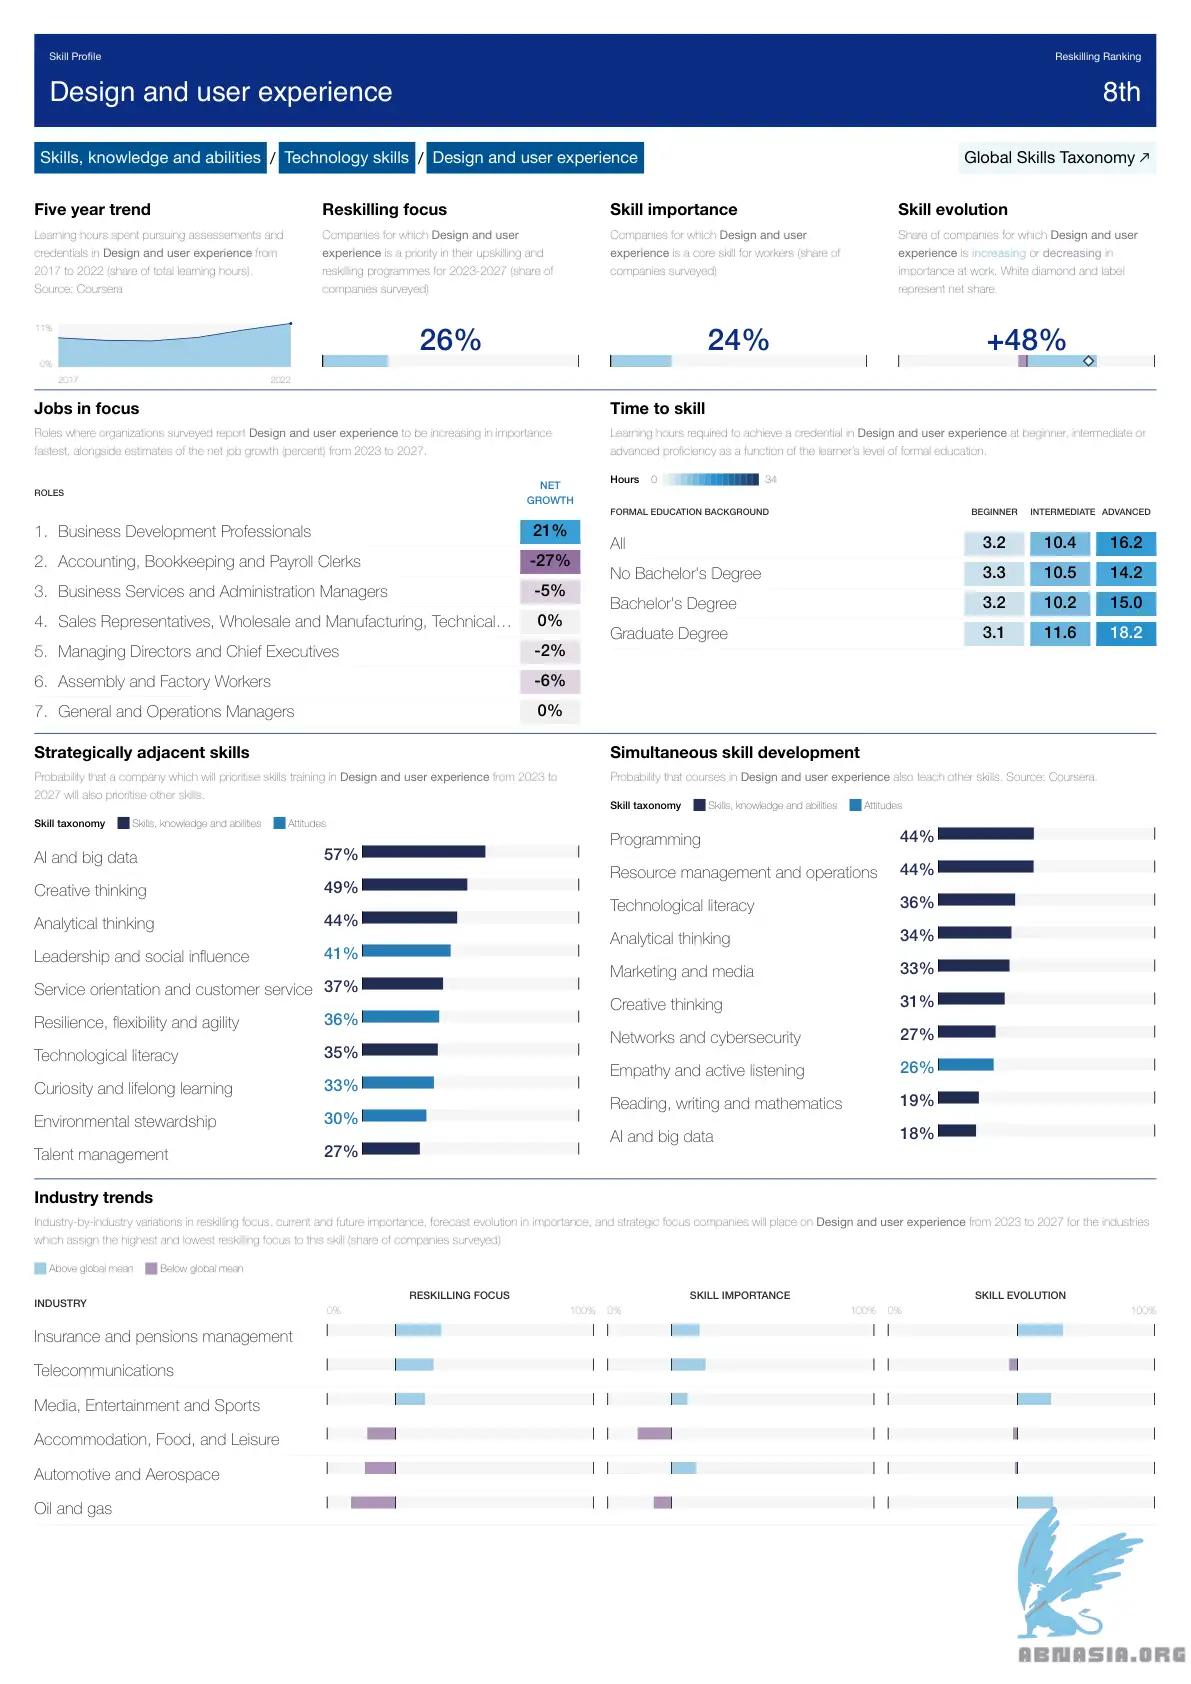 Skill Profile
Reskilling Ranking
Design and user experience
8th
Skills, knowledge and abilities / Technology skills / Design and user experience
Global Skills Taxonomy ↗
Five year trend
Learning hours spent pursuing assessements and
credentials in Design and user experience from
2017 to 2022 (share of total learning hours).
Source: Coursera
11%
0%
2017 2022
Reskilling focus
Companies for which Design and user
experience is a priority in their upskilling and
reskilling programmes for 2023-2027 (share of
companies surveyed)
26%
Skill importance
Companies for which Design and user
experience is a core skill for workers (share of
companies surveyed)
24%
Skill evolution
Share of companies for which Design and user
experience is increasing or decreasing in
importance at work. White diamond and label
represent net share.
+48%
Jobs in focus
Roles where organizations surveyed report Design and user experience to be increasing in importance
fastest, alongside estimates of the net job growth (percent) from 2023 to 2027.
ROLES
NET
GROWTH
1. Business Development Professionals 21%
2. Accounting, Bookkeeping and Payroll Clerks -27%
3. Business Services and Administration Managers -5%
4. Sales Representatives, Wholesale and Manufacturing, Technical... 0%
5. Managing Directors and Chief Executives -2%
6. Assembly and Factory Workers -6%
7. General and Operations Managers 0%
Time to skill
Learning hours required to achieve a credential in Design and user experience at beginner, intermediate or
advanced proficiency as a function of the learner's level of formal education.
Hours 0 34
FORMAL EDUCATION BACKGROUND BEGINNER INTERMEDIATE ADVANCED
All 3.2 10.4 16.2
No Bachelor's Degree 3.3 10.5 14.2
Bachelor's Degree 3.2 10.2 15.0
Graduate Degree 3.1 11.6 18.2
Strategically adjacent skills
Probability that a company which will prioritise skills training in Design and user experience from 2023 to
2027 will also prioritise other skills.
Skill taxonomy Skills, knowledge and abilities Attitudes
AI and big data 57%
Creative thinking 49%
Analytical thinking 44%
Leadership and social influence 41%
Service orientation and customer service 37%
Resilience, flexibility and agility 36%
Technological literacy 35%
Curiosity and lifelong learning 33%
Environmental stewardship 30%
Talent management 27%
Simultaneous skill development
Probability that courses in Design and user experience also teach other skills. Source: Coursera.
Skill taxonomy Skills, knowledge and abilities Attitudes
Programming 44%
Resource management and operations 44%
Technological literacy 36%
Analytical thinking 34%
Marketing and media 33%
Creative thinking 31%
Networks and cybersecurity 27%
Empathy and active listening 26%
Reading, writing and mathematics 19%
AI and big data 18%
Industry trends
Industry-by-industry variations in reskilling focus, current and future importance, forecast evolution in importance, and strategic focus companies will place on Design and user experience from 2023 to 2027 for the industries
which assign the highest and lowest reskilling focus to this skill (share of companies surveyed)
Above global mean Below global mean
INDUSTRY RESKILLING FOCUS SKILL IMPORTANCE SKILL EVOLUTION
0% 100% 0% 100% 0% 100%
Insurance and pensions management
Telecommunications
Media, Entertainment and Sports
Accommodation, Food, and Leisure
Automotive and Aerospace
Oil and gas
ABNASIA.ORG